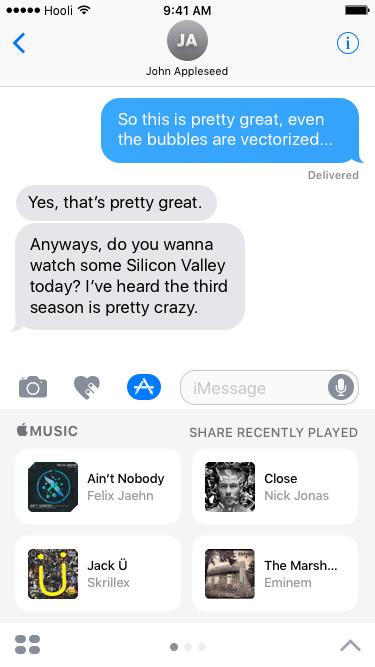 Hooli 9:41 AM
JA
John Appleseed
So this is pretty great, even
the bubbles are vectorized...
Delivered
Yes, that’s pretty great.
Anyways, do you wanna
watch some Silicon Valley
today? I’ve heard the third
season is pretty crazy.
iMessage
MUSIC SHARE RECENTLY PLAYED
Ain’t Nobody
Felix Jaehn
Close
Nick Jonas
Jack Ü
Skrillex
The Marsh...
Eminem